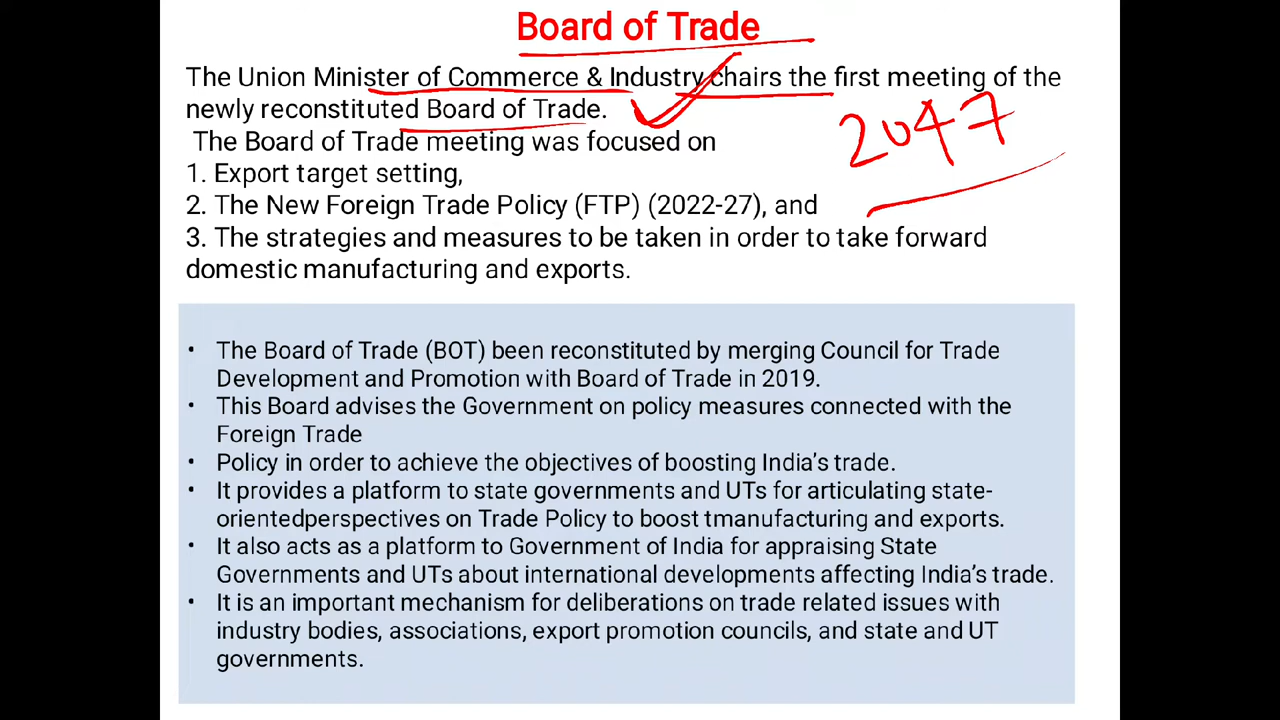 Board of Trade
The Union Minister of Commerce & Industry chairs the first meeting of the
newly reconstituted Board of Trade.
2047
The Board of Trade meeting was focused on
1. Export target setting,
2. The New Foreign Trade Policy (FTP) (2022-27), and
3. The strategies and measures to be taken in order to take forward
domestic manufacturing and exports.
• The Board of Trade (BOT) been reconstituted by merging Council for Trade
Development and Promotion with Board of Trade in 2019.
• This Board advises the Government on policy measures connected with the
Foreign Trade
• Policy in order to achieve the objectives of boosting India's trade.
• It provides a platform to state governments and UTs for articulating state-
orientedperspectives on Trade Policy to boost tmanufacturing and exports.
• It also acts as a platform to Government of India for appraising State
Governments and UTs about international developments affecting India's trade.
• It is an important mechanism for deliberations on trade related issues with
industry bodies, associations, export promotion councils, and state and UT
governments.